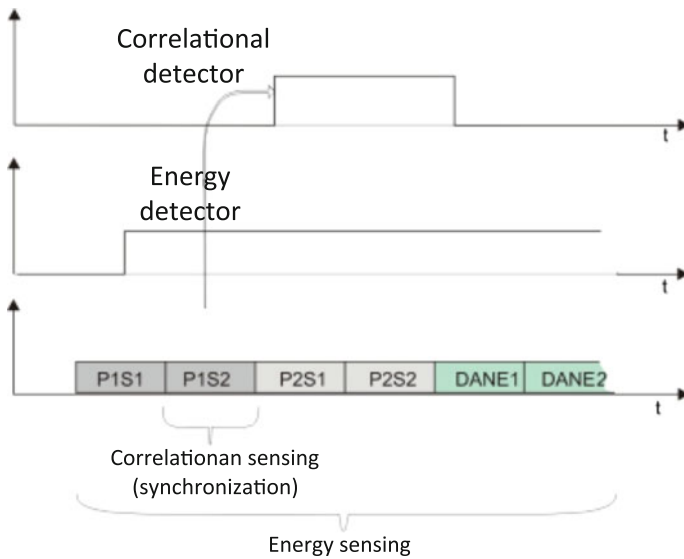 Correlational
detector
t
Energy
detector
t
P1S1 P1S2 P2S1 P2S2 DANE1 DANE2
t
Correlationan sensing
(synchronization)
Energy sensing